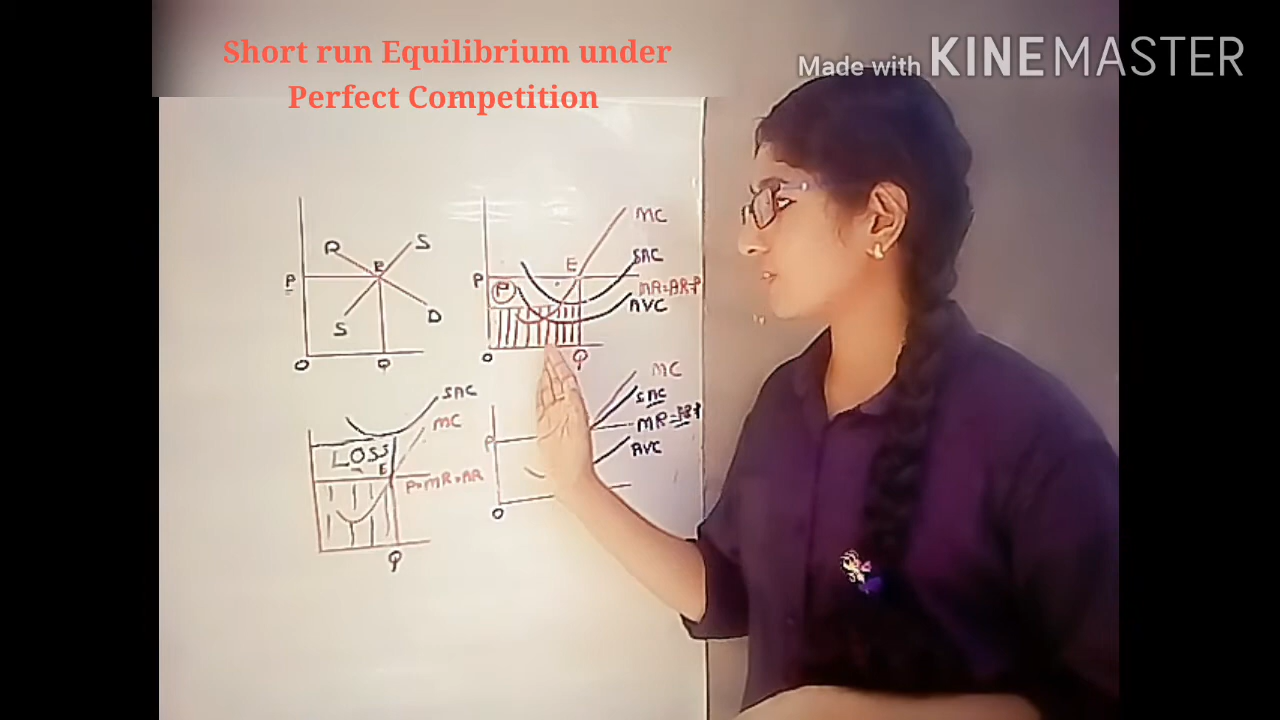 Short run Equilibrium under
Perfect Competition
Made with KINEMASTER
D S
P E
S D
O Q
MC
E SAC
P
P MR=AR=P
AVC
O Q
SAC
MC
LOSS
E
P=MR=AR
Q
MC
SAC
P MR=
AVC
O